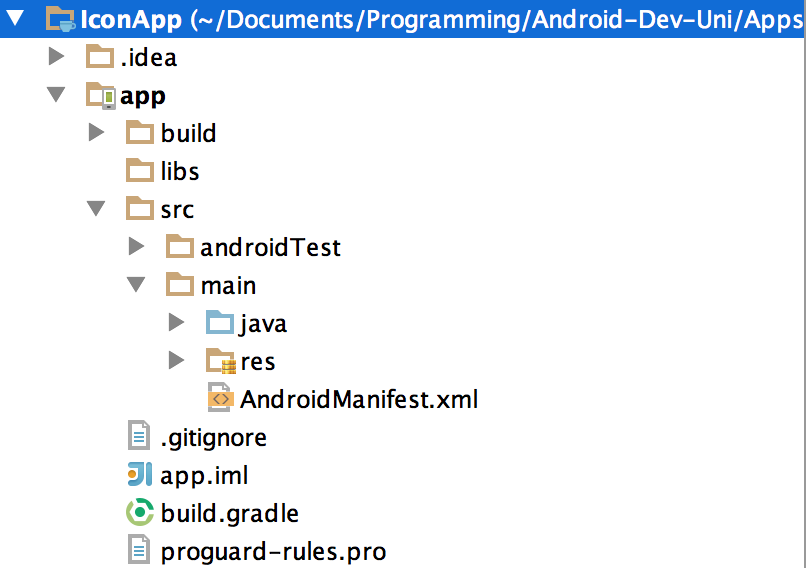 IconApp (~/Documents/Programming/Android-Dev-Uni/Apps
.idea
app
build
libs
src
androidTest
main
java
res
AndroidManifest.xml
.gitignore
app.iml
build.gradle
proguard-rules.pro